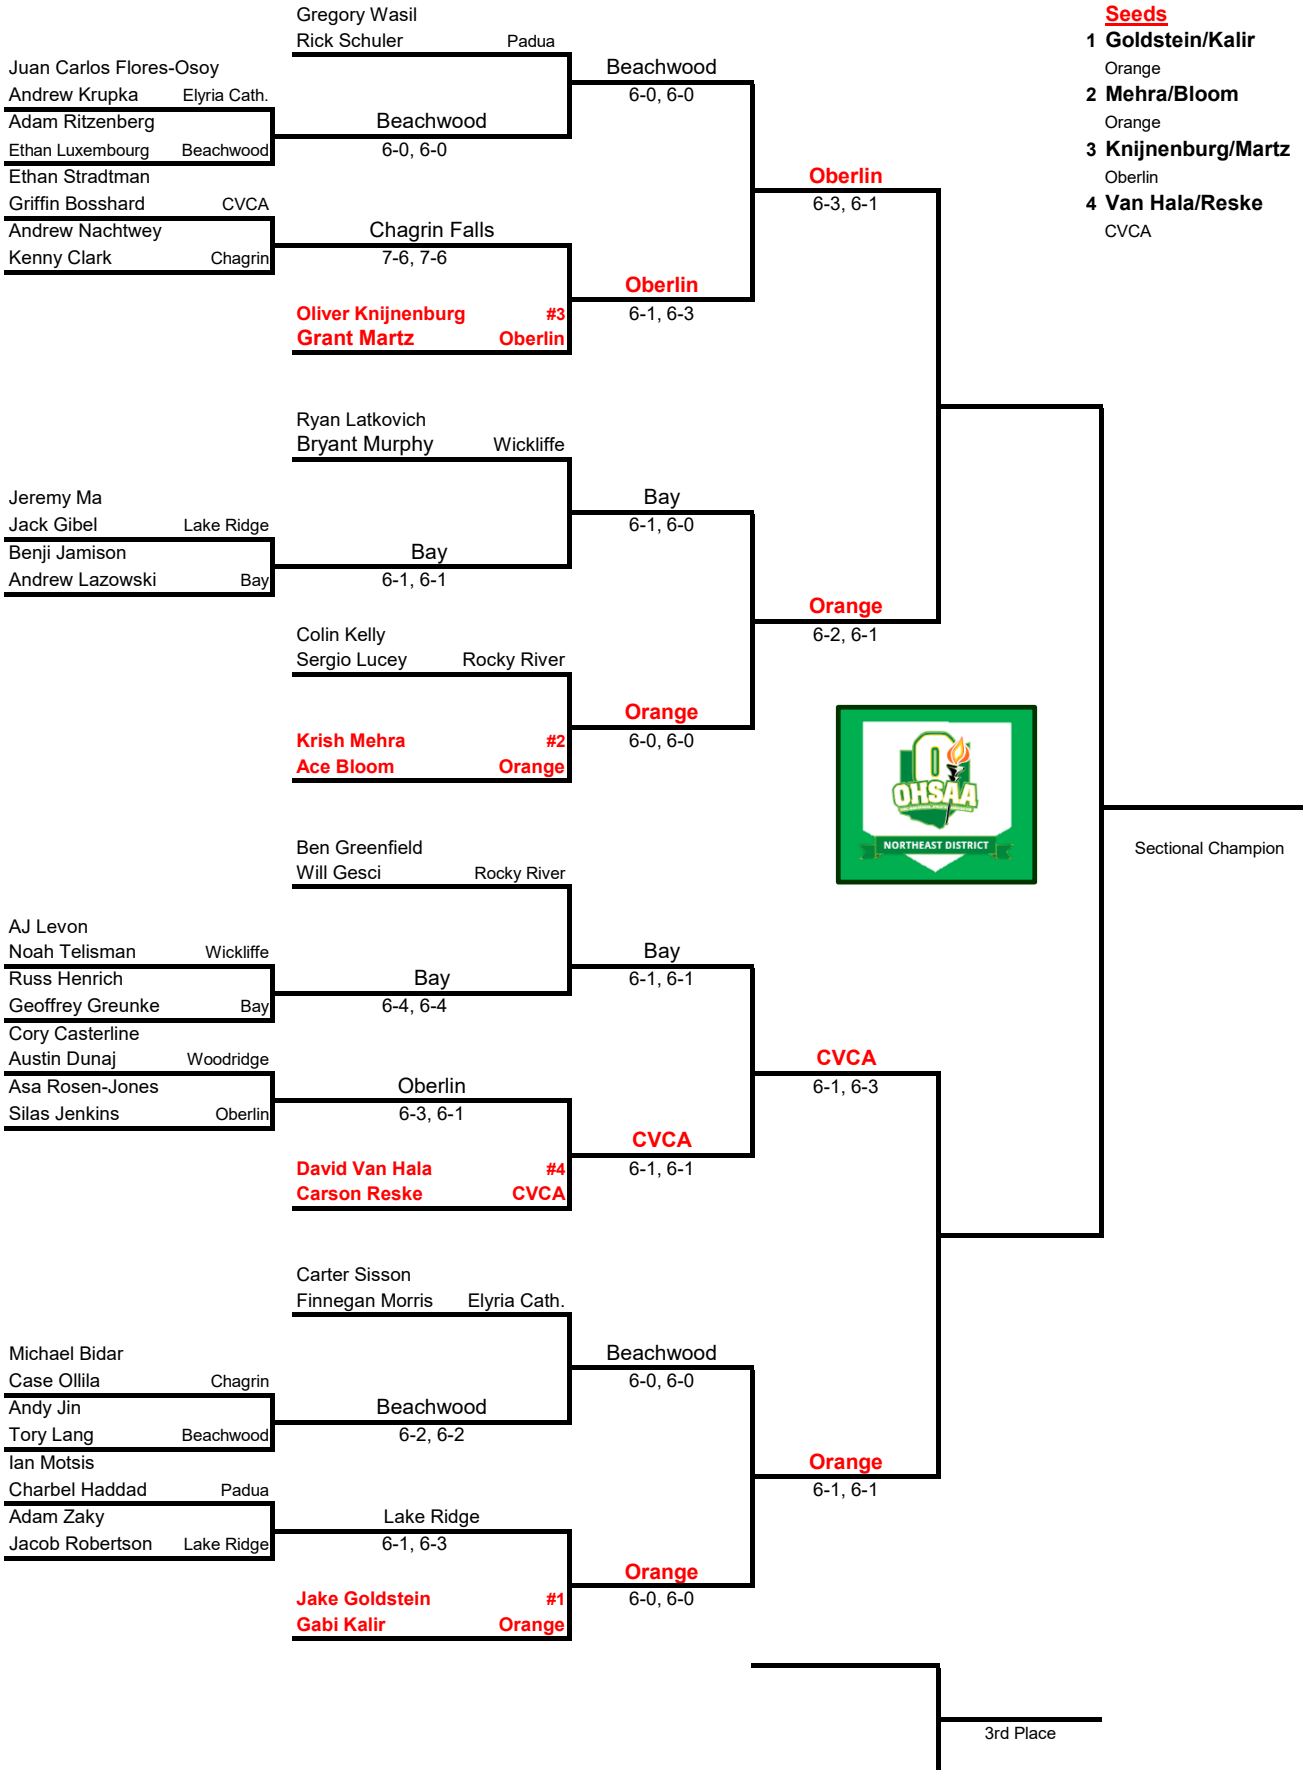 Gregory Wasil
Rick Schuler Padua
Seeds
1 Goldstein/Kalir
Orange
2 Mehra/Bloom
Orange
3 Knijnenburg/Martz
Oberlin
4 Van Hala/Reske
CVCA
Juan Carlos Flores-Osoy
Andrew Krupka Elyria Cath.
Adam Ritzenberg
Ethan Luxembourg Beachwood
Beachwood
6-0, 6-0
Beachwood
6-0, 6-0
Ethan Stradtman
Griffin Bosshard CVCA
Andrew Nachtwey
Kenny Clark Chagrin
Chagrin Falls
7-6, 7-6
Oliver Knijnenburg #3
Grant Martz Oberlin
Oberlin
6-1, 6-3
Oberlin
6-3, 6-1
Ryan Latkovich
Bryant Murphy Wickliffe
Jeremy Ma
Jack Gibel Lake Ridge
Benji Jamison
Andrew Lazowski Bay
Bay
6-1, 6-1
Bay
6-1, 6-0
Colin Kelly
Sergio Lucey Rocky River
Krish Mehra #2
Ace Bloom Orange
Orange
6-0, 6-0
Orange
6-2, 6-1
OHSAA
NORTHEAST DISTRICT
Sectional Champion
Ben Greenfield
Will Gesci Rocky River
AJ Levon
Noah Telisman Wickliffe
Russ Henrich
Geoffrey Greunke Bay
Bay
6-4, 6-4
Bay
6-1, 6-1
Cory Casterline
Austin Dunaj Woodridge
Asa Rosen-Jones
Silas Jenkins Oberlin
Oberlin
6-3, 6-1
David Van Hala #4
Carson Reske CVCA
CVCA
6-1, 6-1
CVCA
6-1, 6-3
Carter Sisson
Finnegan Morris Elyria Cath.
Michael Bidar
Case Ollila Chagrin
Andy Jin
Tory Lang Beachwood
Beachwood
6-2, 6-2
Beachwood
6-0, 6-0
Ian Motsis
Charbel Haddad Padua
Adam Zaky
Jacob Robertson Lake Ridge
Lake Ridge
6-1, 6-3
Jake Goldstein #1
Gabi Kalir Orange
Orange
6-0, 6-0
Orange
6-1, 6-1
3rd Place